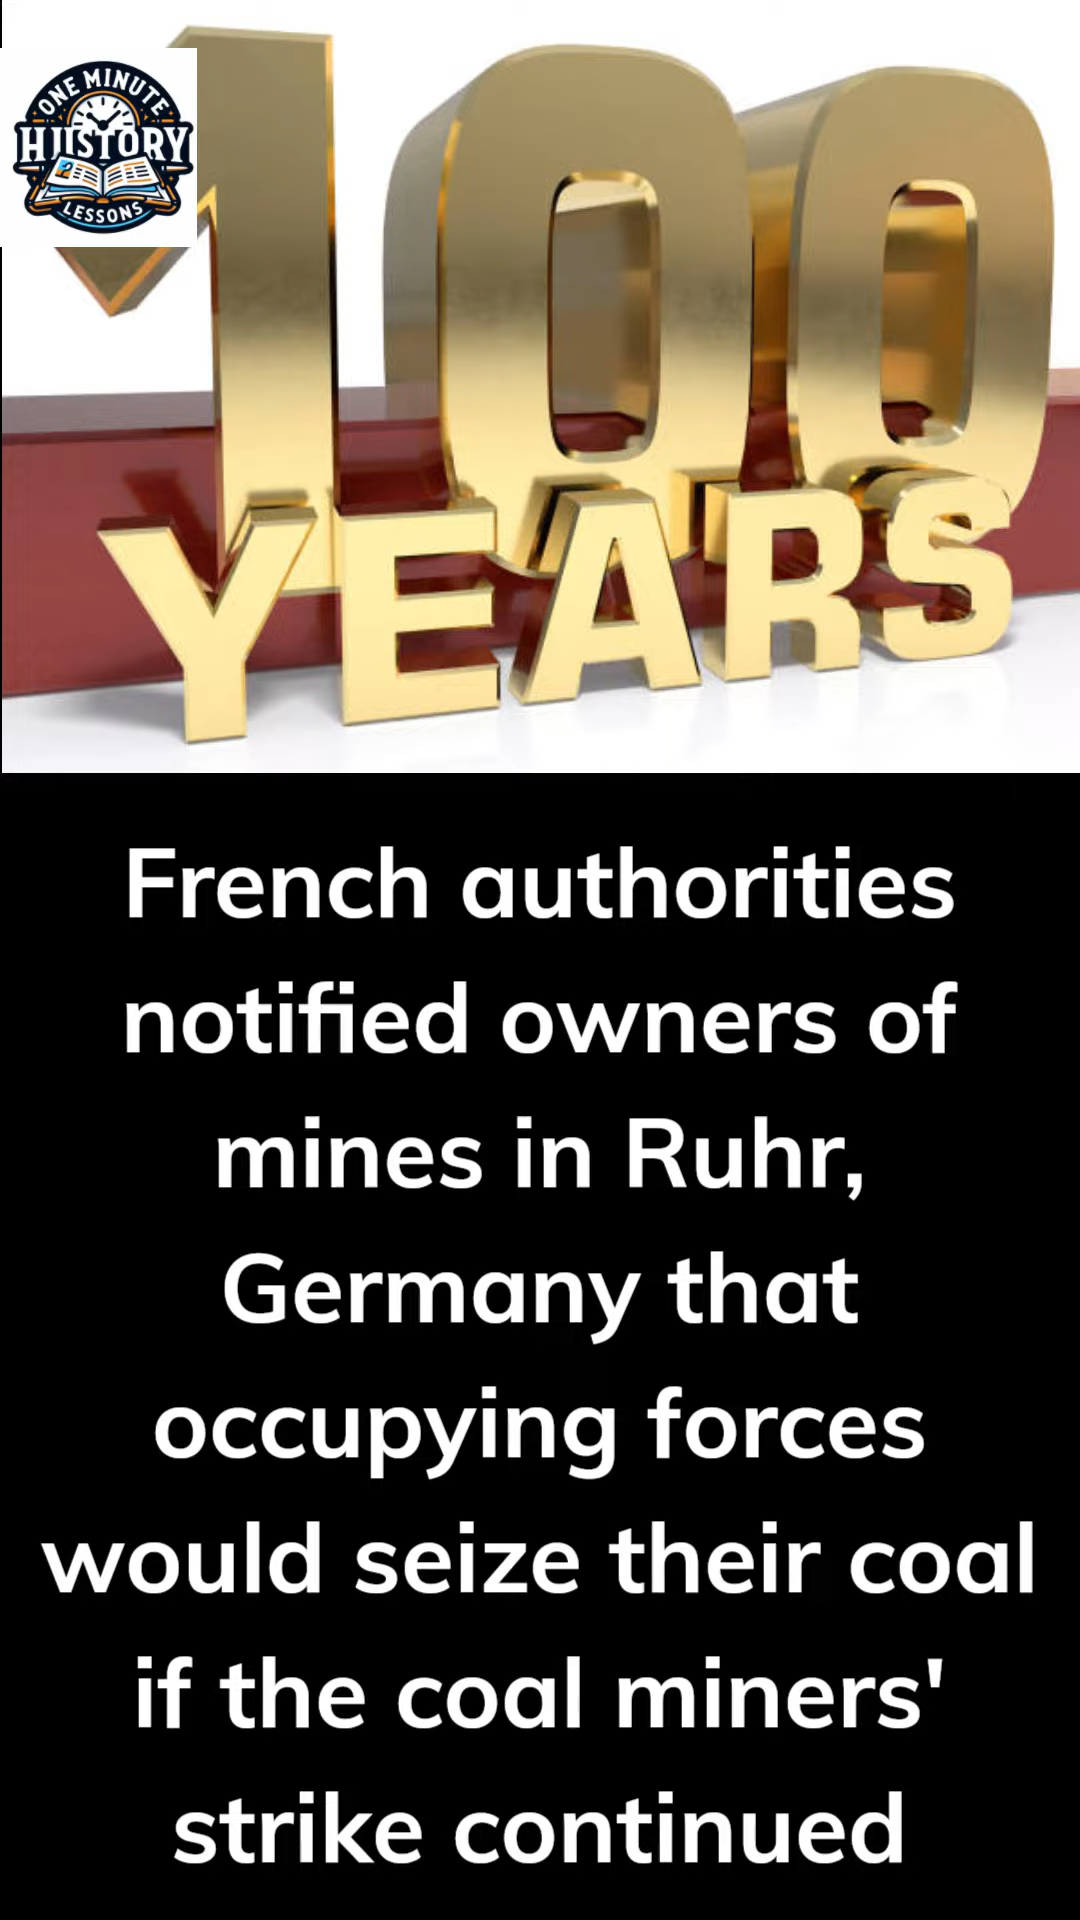 ONE MINUTE
HIISTORY
LESSONS
100
YEARS
French authorities
notified owners of
mines in Ruhr,
Germany that
occupying forces
would seize their coal
if the coal miners'
strike continued